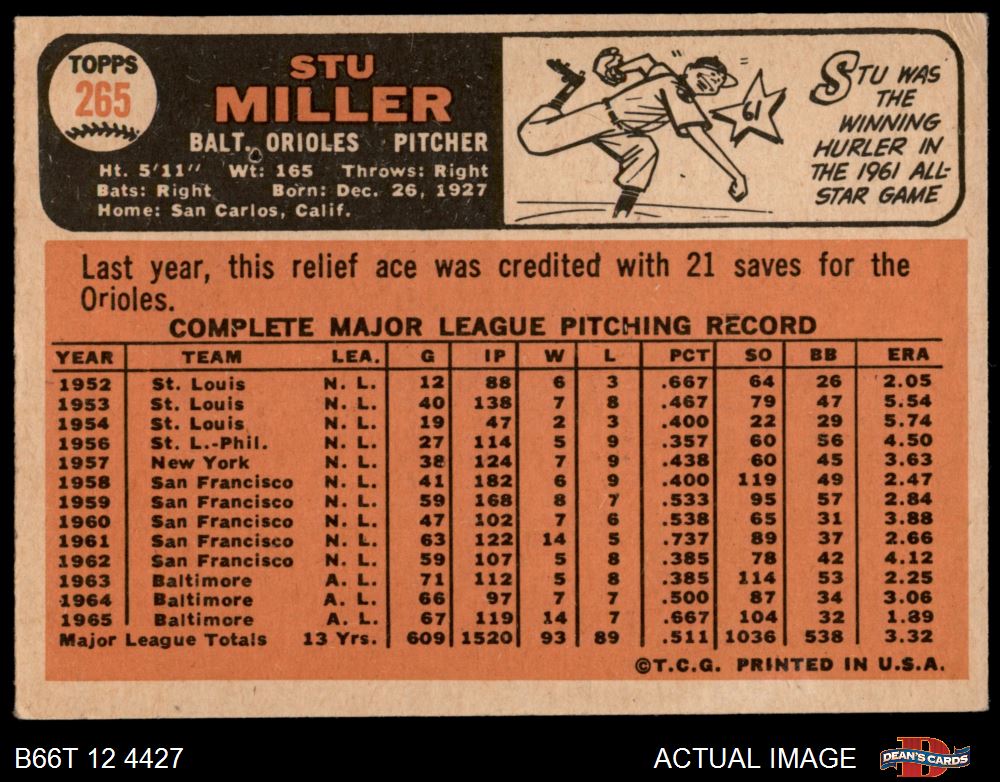 TOPPS
265
STU
MILLER
BALT. ORIOLES PITCHER
Ht. 5'11" Wt: 165 Throws: Right
Bats: Right Born: Dec. 26, 1927
Home: San Carlos, Calif.
61
STU WAS
THE
WINNING
HURLER IN
THE 1961 ALL-
STAR GAME
Last year, this relief ace was credited with 21 saves for the
Orioles.
COMPLETE MAJOR LEAGUE PITCHING RECORD
YEAR TEAM LEA. G IP W L PCT SO BB ERA
1952 St. Louis N. L. 12 88 6 3 .667 64 26 2.05
1953 St. Louis N. L. 40 138 7 8 .467 79 47 5.54
1954 St. Louis N. L. 19 47 2 3 .400 22 29 5.74
1956 St. L.-Phil. N. L. 27 114 5 9 .357 60 56 4.50
1957 New York N. L. 38 124 7 9 .438 60 45 3.63
1958 San Francisco N. L. 41 182 6 9 .400 119 49 2.47
1959 San Francisco N. L. 59 168 8 7 .533 95 57 2.84
1960 San Francisco N. L. 47 102 7 6 .538 65 31 3.88
1961 San Francisco N. L. 63 122 14 5 .737 89 37 2.66
1962 San Francisco N. L. 59 107 5 8 .385 78 42 4.12
1963 Baltimore A. L. 71 112 5 8 .385 114 53 2.25
1964 Baltimore A. L. 66 97 7 7 .500 87 34 3.06
1965 Baltimore A. L. 67 119 14 7 .667 104 32 1.89
Major League Totals 13 Yrs. 609 1520 93 89 .511 1036 538 3.32
©T.C.G. PRINTED IN U.S.A.
B66T 12 4427 ACTUAL IMAGE DEAN'S CARDS